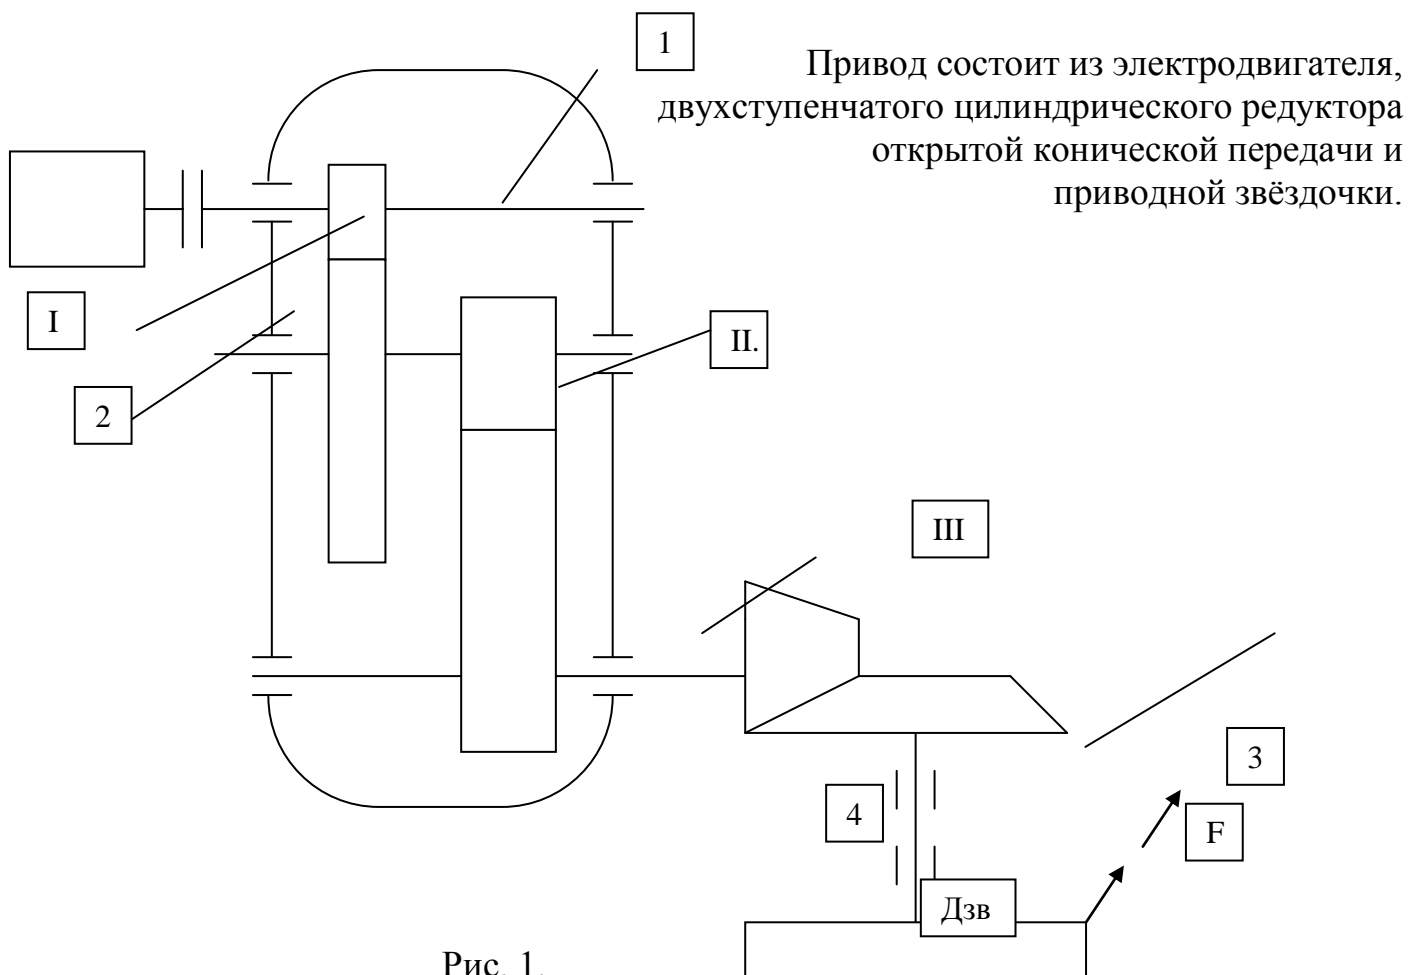 1
Привод состоит из электродвигателя,
двухступенчатого цилиндрического редуктора
открытой конической передачи и
приводной звёздочки.
I
II.
2
III
3
4
F
Дзв
Рис. 1.